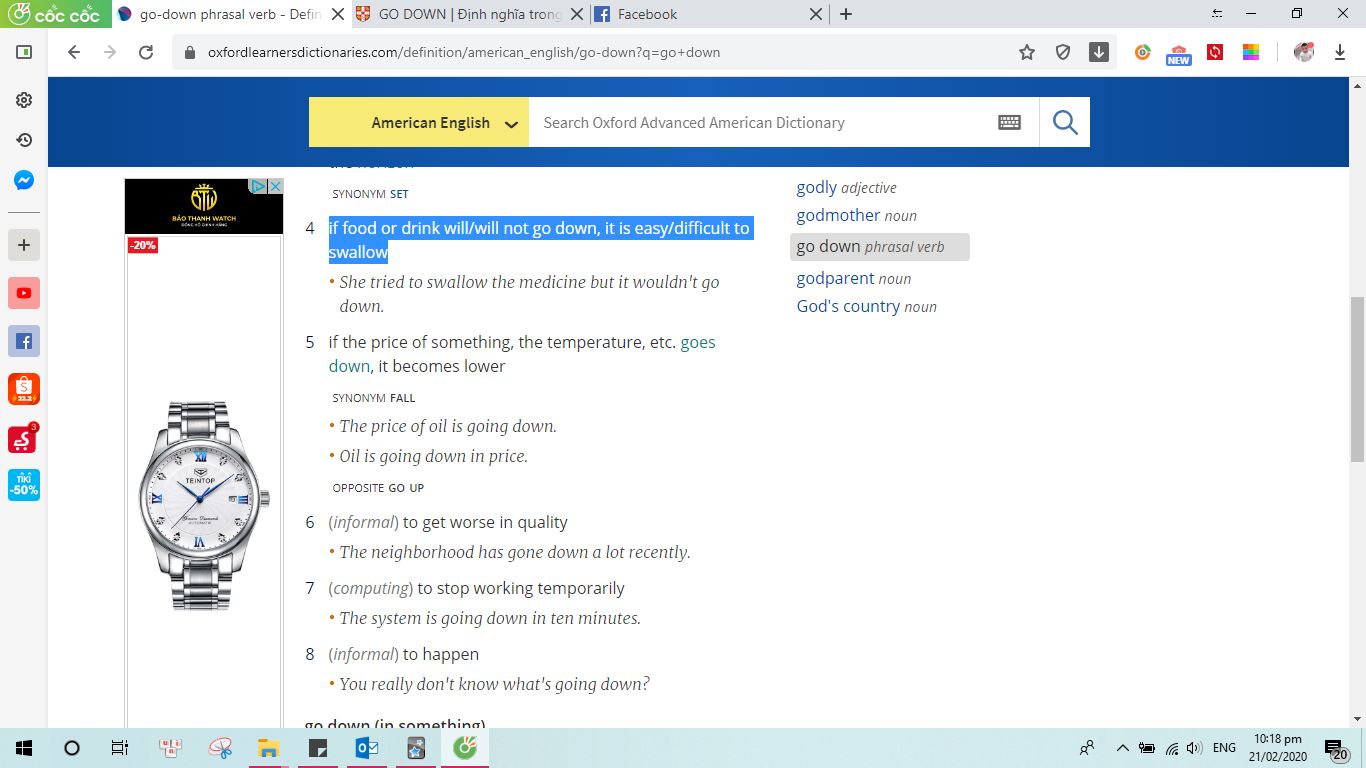 cốc cốc
go-down phrasal verb - Defin
GO DOWN | Định nghĩa trong
Facebook
oxfordlearnersdictionaries.com/definition/american_english/go-down?q=go+down
NEW
American English
Search Oxford Advanced American Dictionary
SYNONYM SET
4 if food or drink will/will not go down, it is easy/difficult to
swallow
• She tried to swallow the medicine but it wouldn't go
down.
5 if the price of something, the temperature, etc. goes
down, it becomes lower
SYNONYM FALL
• The price of oil is going down.
• Oil is going down in price.
OPPOSITE GO UP
6 (informal) to get worse in quality
• The neighborhood has gone down a lot recently.
7 (computing) to stop working temporarily
• The system is going down in ten minutes.
8 (informal) to happen
• You really don't know what's going down?
go down (in something)
godly adjective
godmother noun
go down phrasal verb
godparent noun
God's country noun
BẢO THANH WATCH
ĐỒNG HỒ CHÍNH HÃNG
-20%
XII
TEINTOP
AUTOMATIC
VI
22.2
3
TIKI
-50%
ENG
10:18 pm
21/02/2020
20